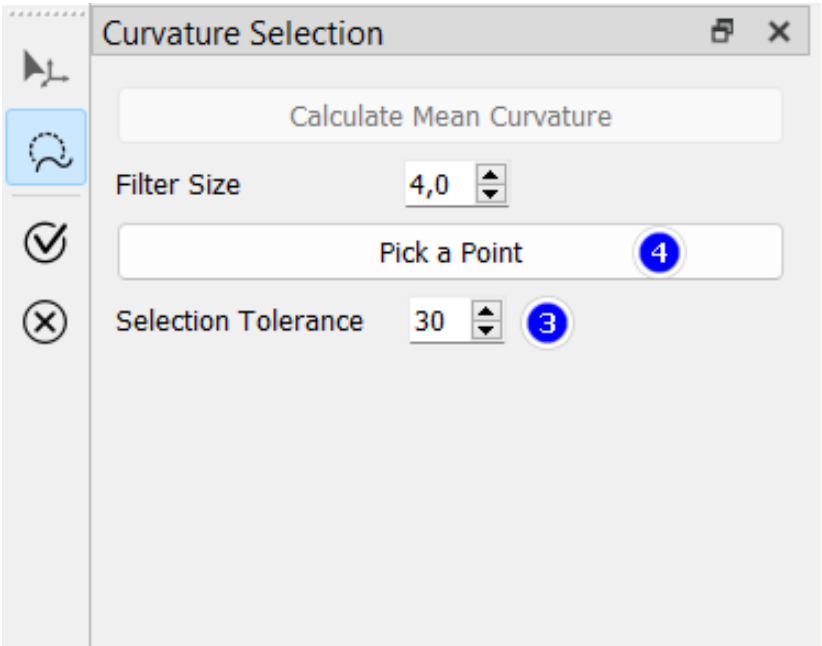 Curvature Selection
Calculate Mean Curvature
Filter Size 4,0
Pick a Point 4
Selection Tolerance 30 3